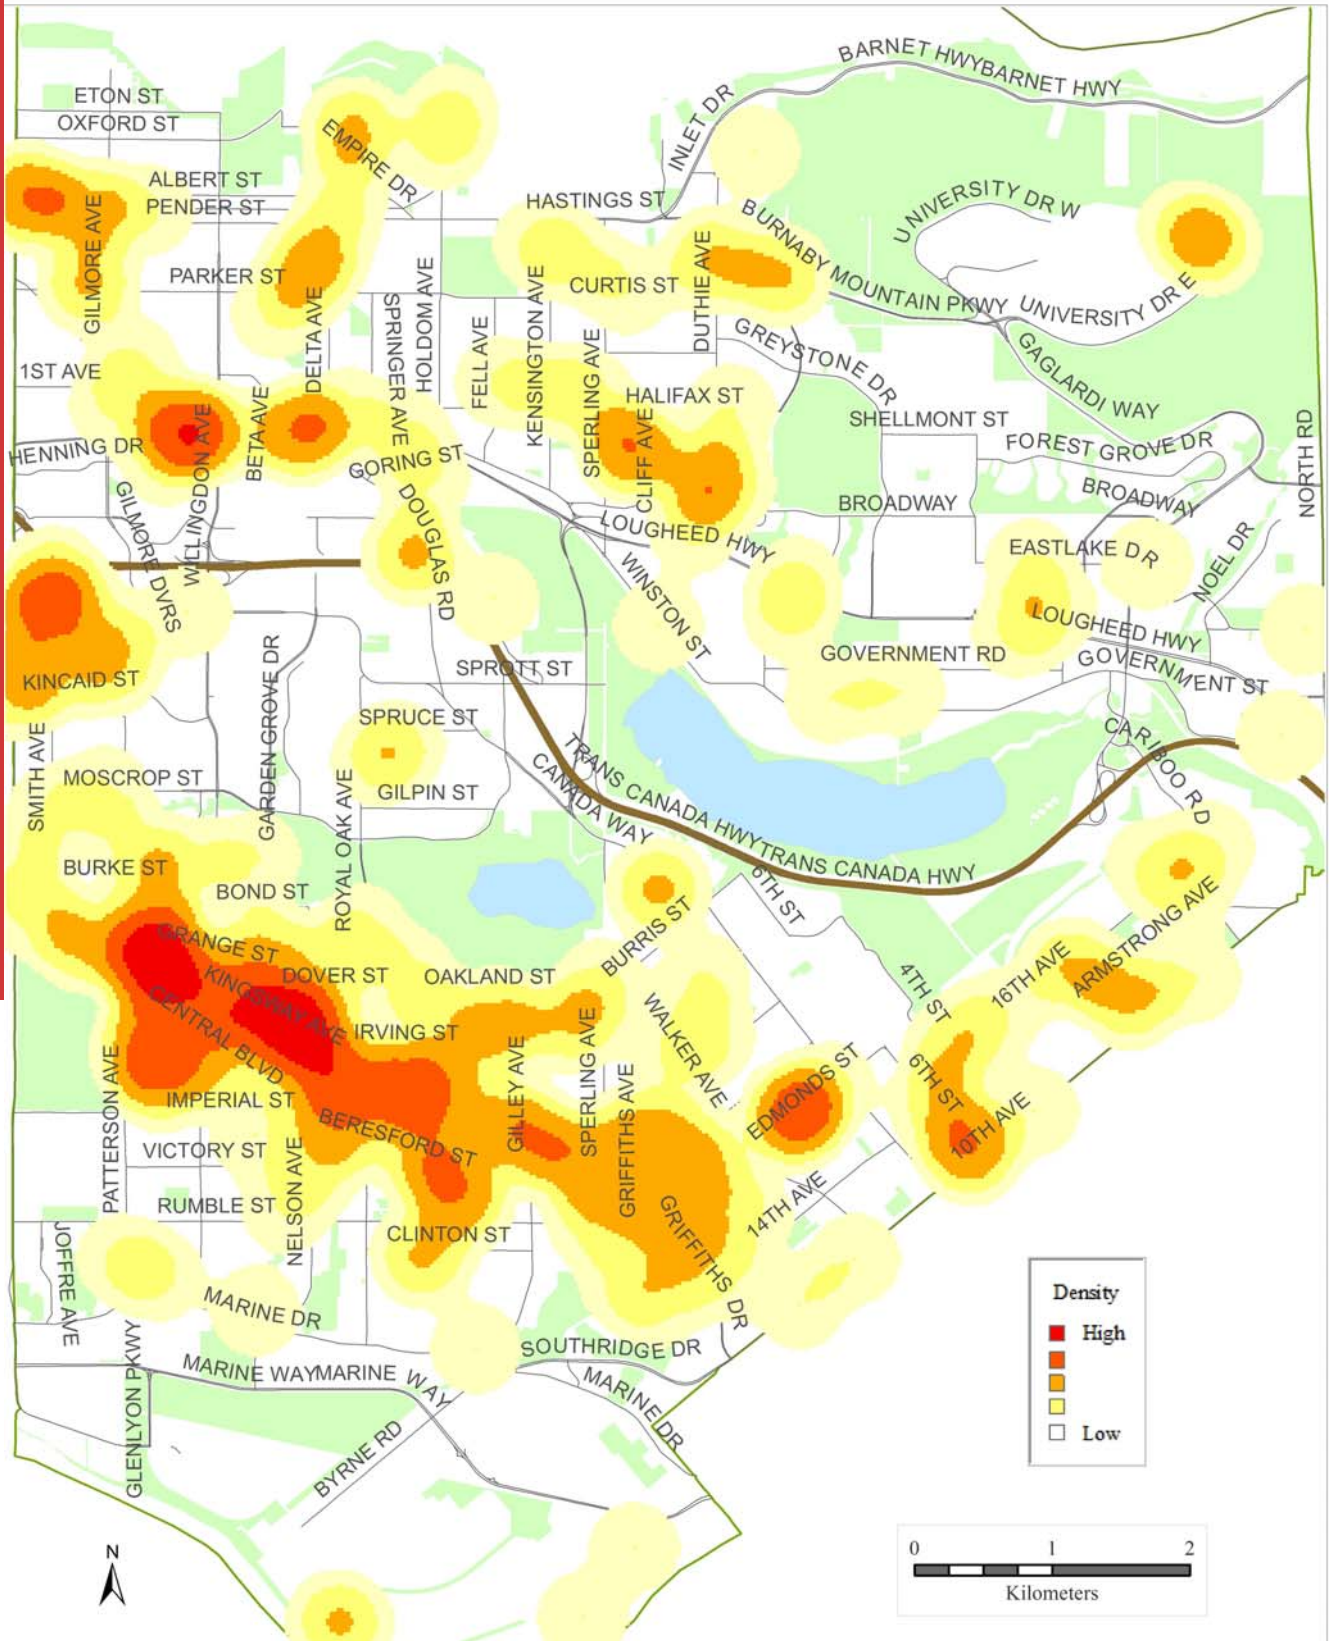 BARNET HWYBARNET HWY
ETON ST
OXFORD ST
INLET DR
EMPIRE DR
ALBERT ST
PENDER ST
HASTINGS ST
UNIVERSITY DR W
GILMORE AVE
BURNABY MOUNTAIN PKWY
PARKER ST
CURTIS ST
DUTHIE AVE
UNIVERSITY DR E
DELTA AVE
SPRINGER AVE
HOLDOM AVE
FELL AVE
KENSINGTON AVE
SPERLING AVE
GREYSTONE DR
GAGLARDI WAY
1ST AVE
HALIFAX ST
SHELLMONT ST
FOREST GROVE DR
NORTH RD
HENNING DR
WILLINGDON AVE
BETA AVE
GORING ST
CLIFF AVE
BROADWAY
BROADWAY
GILMORE DVRS
DOUGLAS RD
LOUGHEED HWY
EASTLAKE DR
NOEL DR
WINSTON ST
LOUGHEED HWY
GOVERNMENT RD
GOVERNMENT ST
KINCAID ST
SPROTT ST
GARDEN GROVE DR
SPRUCE ST
CARIBOO RD
SMITH AVE
MOSCROP ST
ROYAL OAK AVE
GILPIN ST
TRANS CANADA HWYTRANS CANADA HWY
CANADA WAY
BURKE ST
BOND ST
6TH ST
BURRIS ST
ARMSTRONG AVE
GRANGE ST
KINGSWAY AVE
DOVER ST
OAKLAND ST
4TH ST
16TH AVE
CENTRAL BLVD
IRVING ST
WALKER AVE
PATTERSON AVE
GILLEY AVE
SPERLING AVE
GRIFFITHS AVE
EDMONDS ST
6TH ST
10TH AVE
IMPERIAL ST
BERESFORD ST
VICTORY ST
NELSON AVE
RUMBLE ST
CLINTON ST
GRIFFITHS DR
14TH AVE
JOFFRE AVE
MARINE DR
SOUTHRIDGE DR
MARINE WAYMARINE WAY
MARINE DR
GLENLYON PKWY
BYRNE RD
Density
High
Low
N
0 1 2
Kilometers